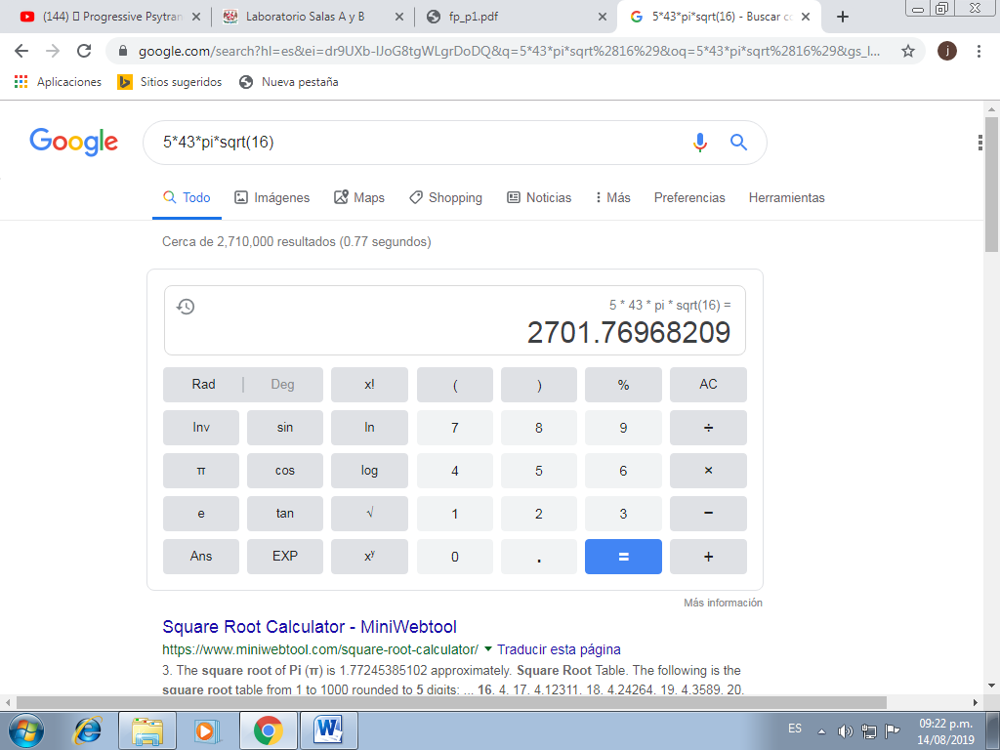 (144) Progressive Psytran
Laboratorio Salas A y B
fp_p1.pdf
5*43*pi*sqrt(16) - Buscar co
google.com/search?hl=es&ei=dr9UXb-IJoG8tgWLgrDoDQ&q=5*43*pi*sqrt%2816%29&oq=5*43*pi*sqrt%2816%29&gs_l...
j
Aplicaciones
Sitios sugeridos
Nueva pestaña
Google
5*43*pi*sqrt(16)
Todo
Imágenes
Maps
Shopping
Noticias
Más
Preferencias
Herramientas
Cerca de 2,710,000 resultados (0.77 segundos)
5 * 43 * pi * sqrt(16) =
2701.76968209
Rad | Deg x! ( ) % AC
Inv sin ln 7 8 9 ÷
π cos log 4 5 6 ×
e tan √ 1 2 3 −
Ans EXP xʸ 0 . = +
Más información
Square Root Calculator - MiniWebtool
https://www.miniwebtool.com/square-root-calculator/ Traducir esta página
3. The square root of Pi (π) is 1.77245385102 approximately. Square Root Table. The following is the
square root table from 1 to 1000 rounded to 5 digits: ... 16. 4. 17. 4.12311. 18. 4.24264. 19. 4.3589. 20.
ES
09:22 p.m.
14/08/2019